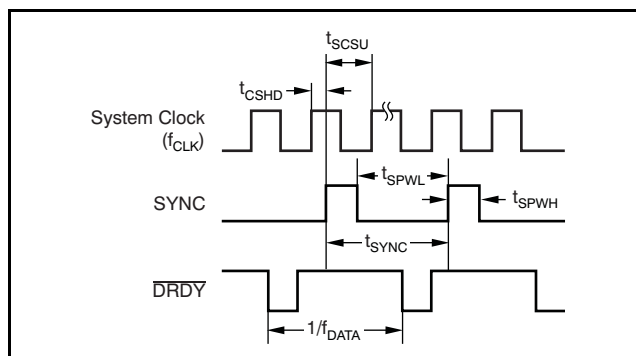 tSCSU
tCSHD
System Clock
(fCLK)
tSPWL
SYNC
tSPWH
tSYNC
DRDY
1/fDATA